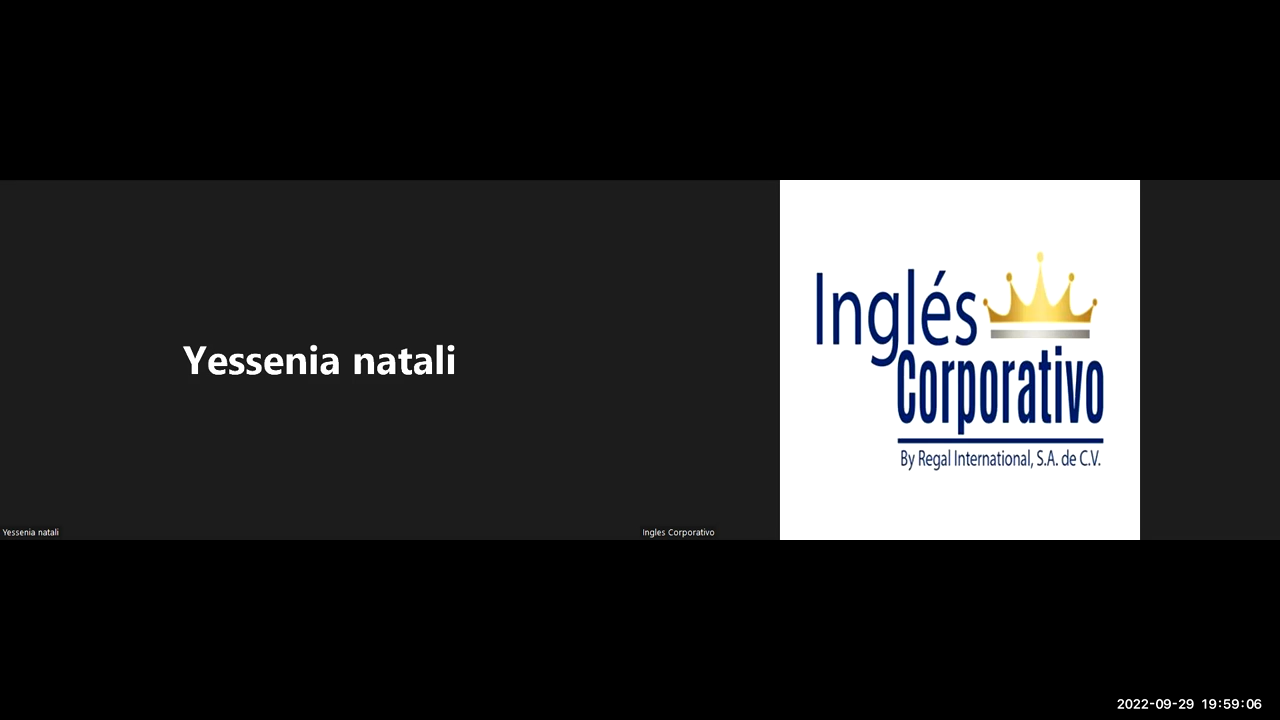 Yessenia natali
Inglés
Corporativo
By Regal International, S.A. de C.V.
Yessenia natali
Ingles Corporativo
2022-09-29 19:59:06